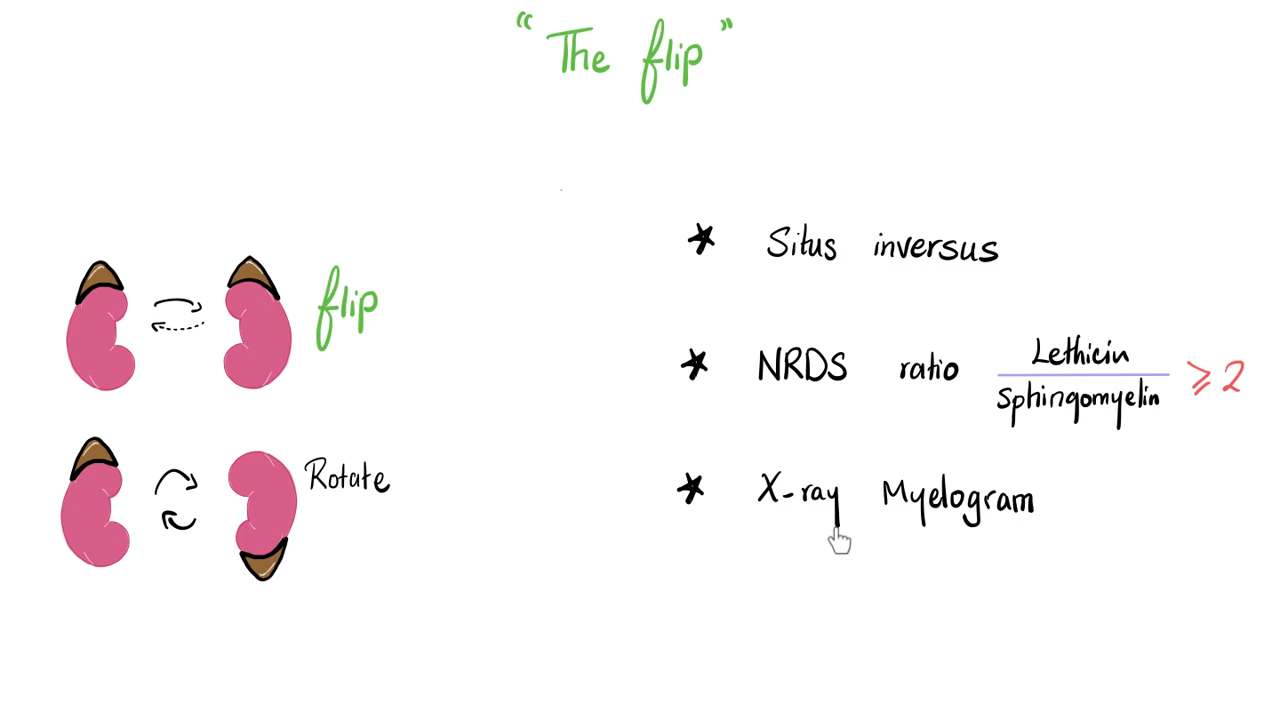 "The flip"
flip
Rotate
★ Situs inversus
★ NRDS ratio Lethicin / Sphingomyelin ≥ 2
★ X-ray Myelogram